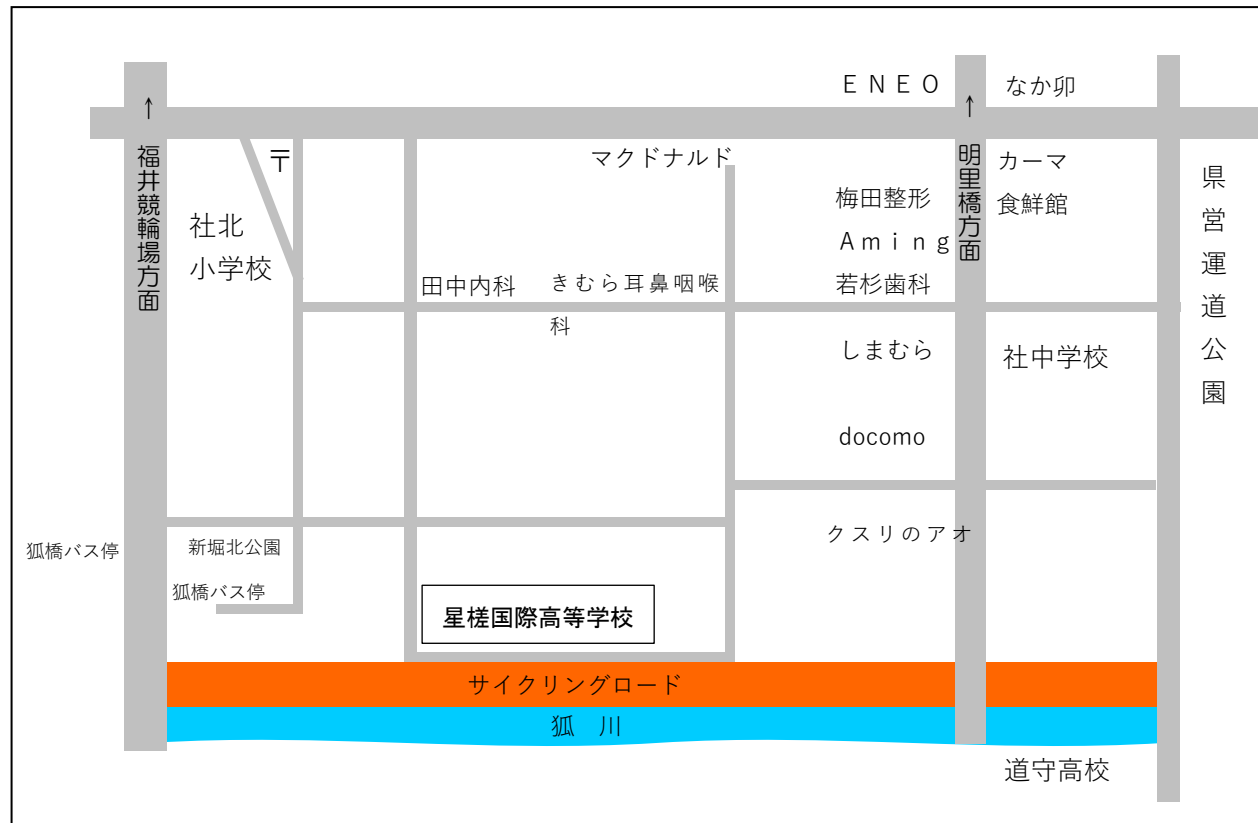 ＥＮＥＯ
なか卯
↑
↑
福井競輪場方面
〒
マクドナルド
明里橋方面
カーマ
食鮮館
県営運動公園
社北
小学校
梅田整形
Ａｍｉｎｇ
若杉歯科
田中内科
きむら耳鼻咽喉
科
しまむら
社中学校
docomo
クスリのアオ
狐橋バス停
新堀北公園
狐橋バス停
星槎国際高等学校
サイクリングロード
狐　川
道守高校